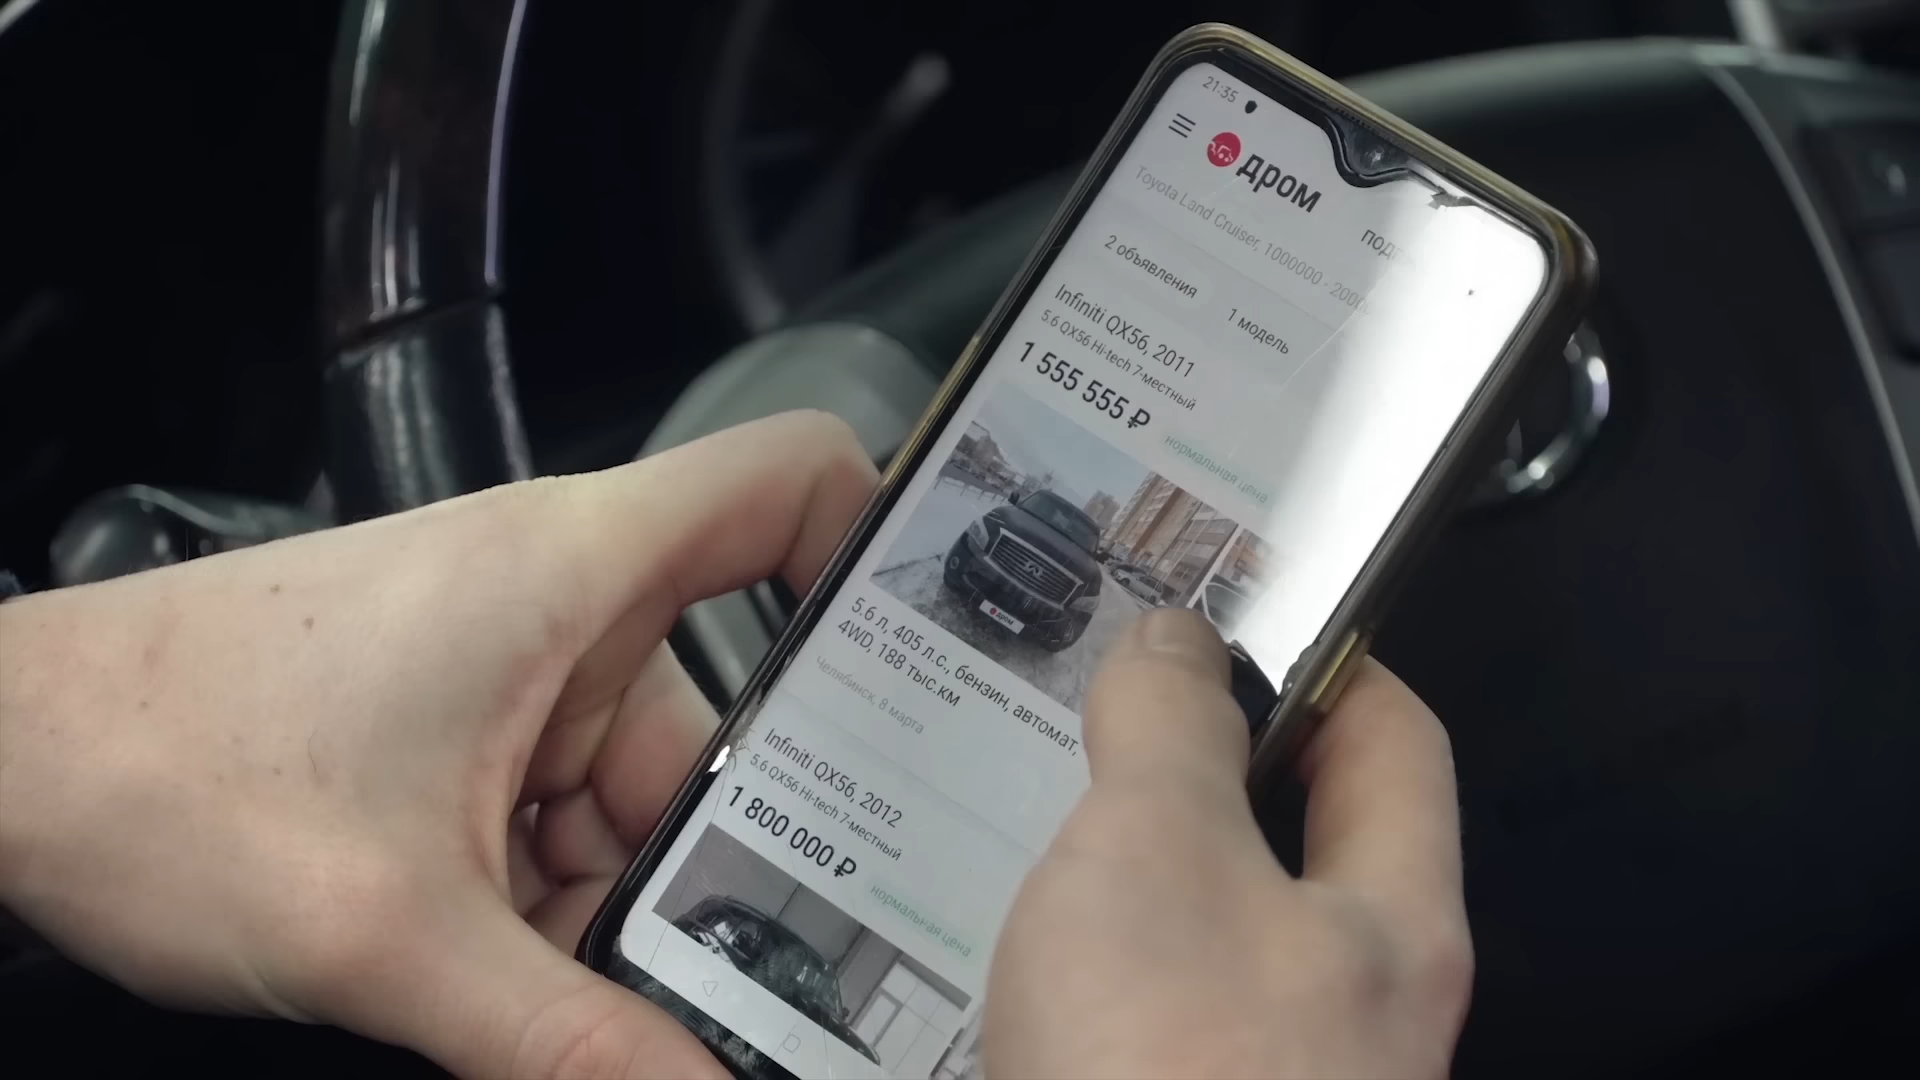 21:35
дром
Toyota Land Cruiser, 1000000 - 2000
2 объявления
1 модель
Infiniti QX56, 2011
5.6 QX56 Hi-tech 7-местный
1 555 555 ₽
нормальная цена
дром
5.6 л, 405 л.с., бензин, автомат,
4WD, 188 тыс.км
Челябинск, 8 марта
Infiniti QX56, 2012
5.6 QX56 Hi-tech 7-местный
1 800 000 ₽
нормальная цена